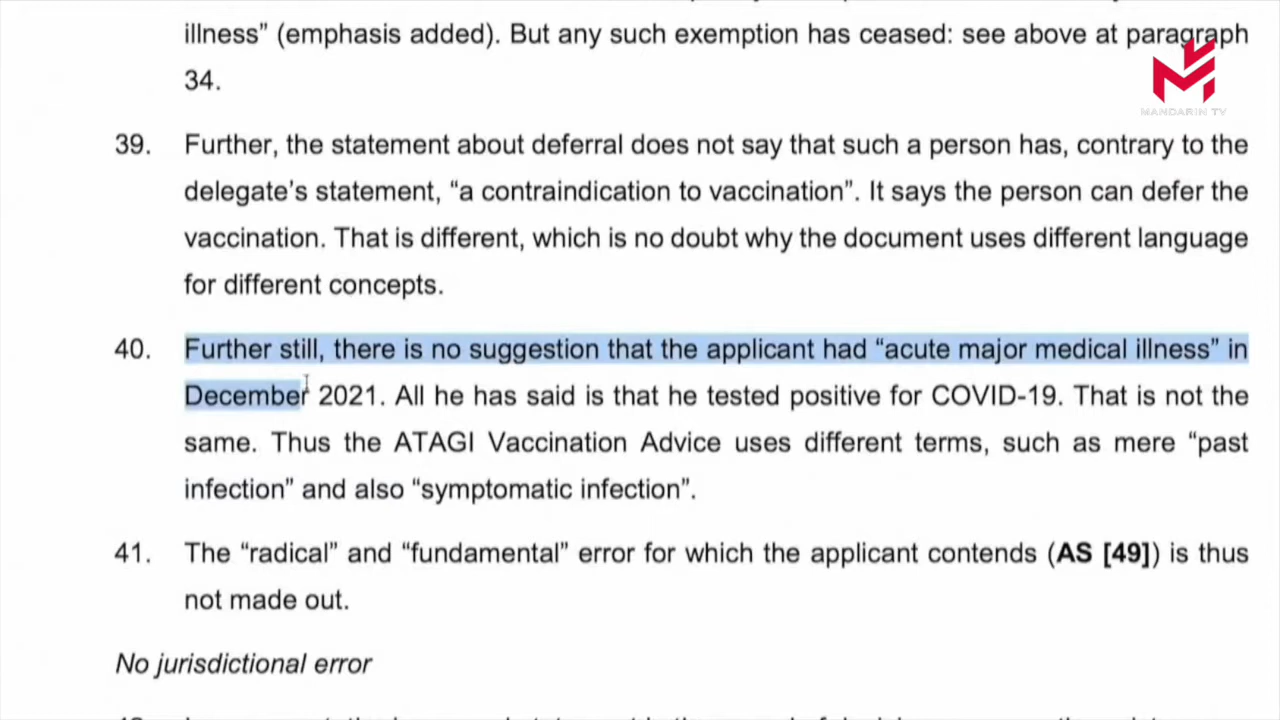 illness” (emphasis added). But any such exemption has ceased: see above at paragraph
34.
MANDARIN TV
39. Further, the statement about deferral does not say that such a person has, contrary to the
delegate’s statement, “a contraindication to vaccination”. It says the person can defer the
vaccination. That is different, which is no doubt why the document uses different language
for different concepts.
40. Further still, there is no suggestion that the applicant had “acute major medical illness” in
December 2021. All he has said is that he tested positive for COVID-19. That is not the
same. Thus the ATAGI Vaccination Advice uses different terms, such as mere “past
infection” and also “symptomatic infection”.
41. The “radical” and “fundamental” error for which the applicant contends (AS [49]) is thus
not made out.
No jurisdictional error